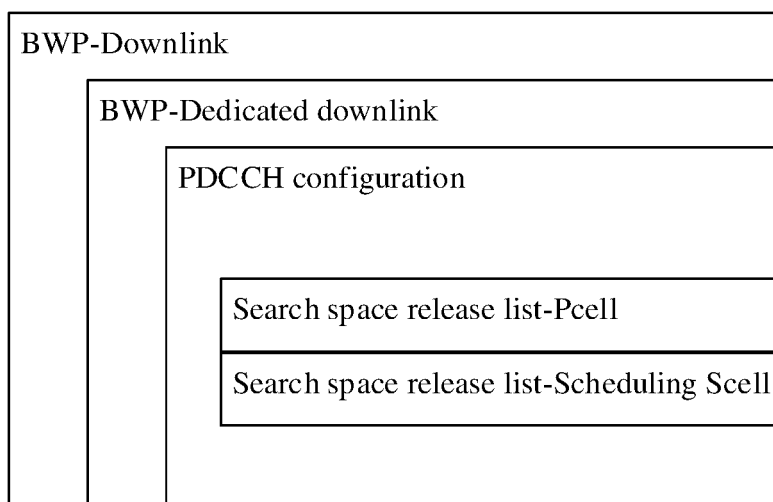 BWP-Downlink
BWP-Dedicated downlink
PDCCH configuration
Search space release list-Pcell
Search space release list-Scheduling Scell